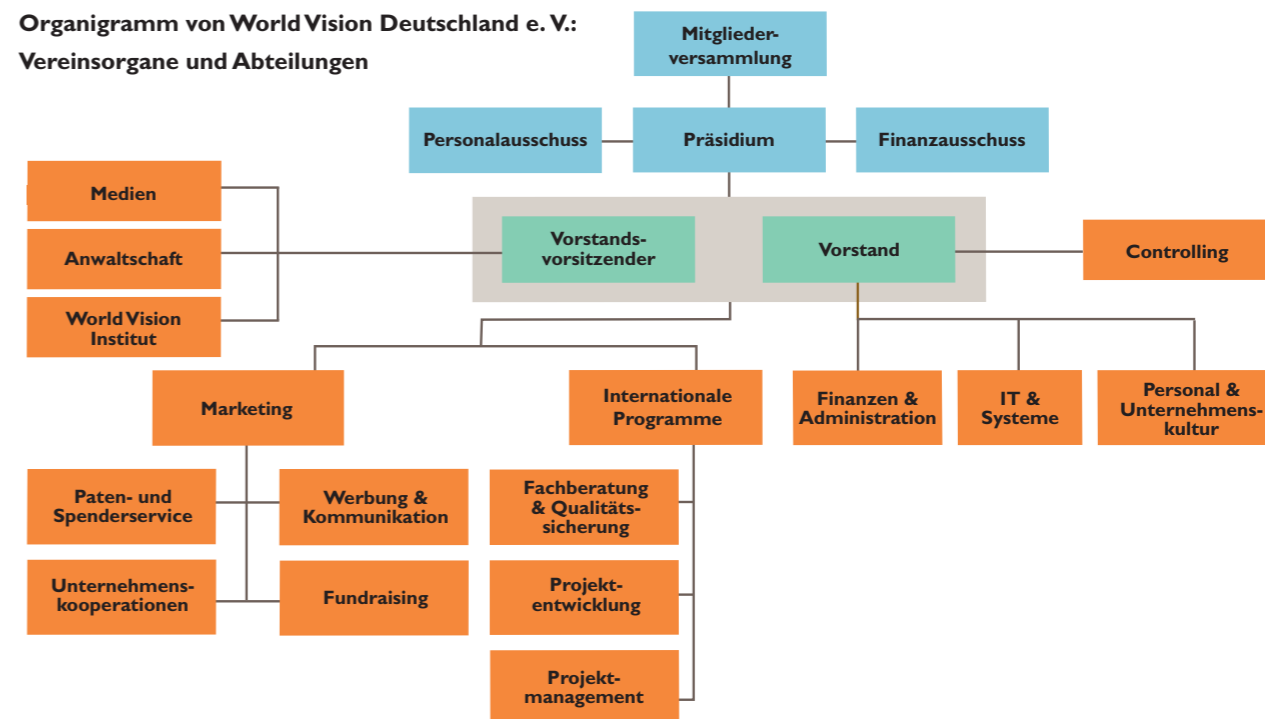 Organigramm von World Vision Deutschland e. V.:
Vereinsorgane und Abteilungen
Mitglieder-
versammlung
Personalausschuss
Präsidium
Finanzausschuss
Medien
Anwaltschaft
World Vision
Institut
Vorstands-
vorsitzender
Vorstand
Controlling
Marketing
Internationale
Programme
Finanzen &
Administration
IT &
Systeme
Personal &
Unternehmens-
kultur
Paten- und
Spenderservice
Werbung &
Kommunikation
Unternehmens-
kooperationen
Fundraising
Fachberatung
& Qualitäts-
sicherung
Projekt-
entwicklung
Projekt-
management